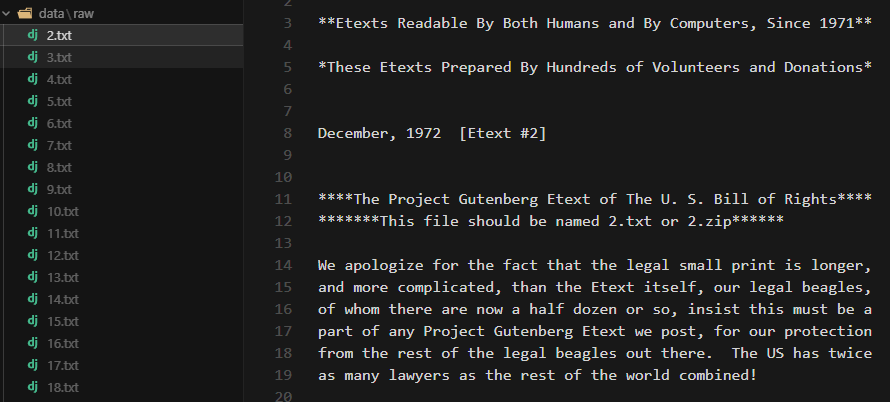 data\raw
dj 2.txt
dj 3.txt
dj 4.txt
dj 5.txt
dj 6.txt
dj 7.txt
dj 8.txt
dj 9.txt
dj 10.txt
dj 11.txt
dj 12.txt
dj 13.txt
dj 14.txt
dj 15.txt
dj 16.txt
dj 17.txt
dj 18.txt
2
3 **Etexts Readable By Both Humans and By Computers, Since 1971**
4
5 *These Etexts Prepared By Hundreds of Volunteers and Donations*
6
7
8 December, 1972  [Etext #2]
9
10
11 ****The Project Gutenberg Etext of The U. S. Bill of Rights****
12 *******This file should be named 2.txt or 2.zip******
13
14 We apologize for the fact that the legal small print is longer,
15 and more complicated, than the Etext itself, our legal beagles,
16 of whom there are now a half dozen or so, insist this must be a
17 part of any Project Gutenberg Etext we post, for our protection
18 from the rest of the legal beagles out there.  The US has twice
19 as many lawyers as the rest of the world combined!
20